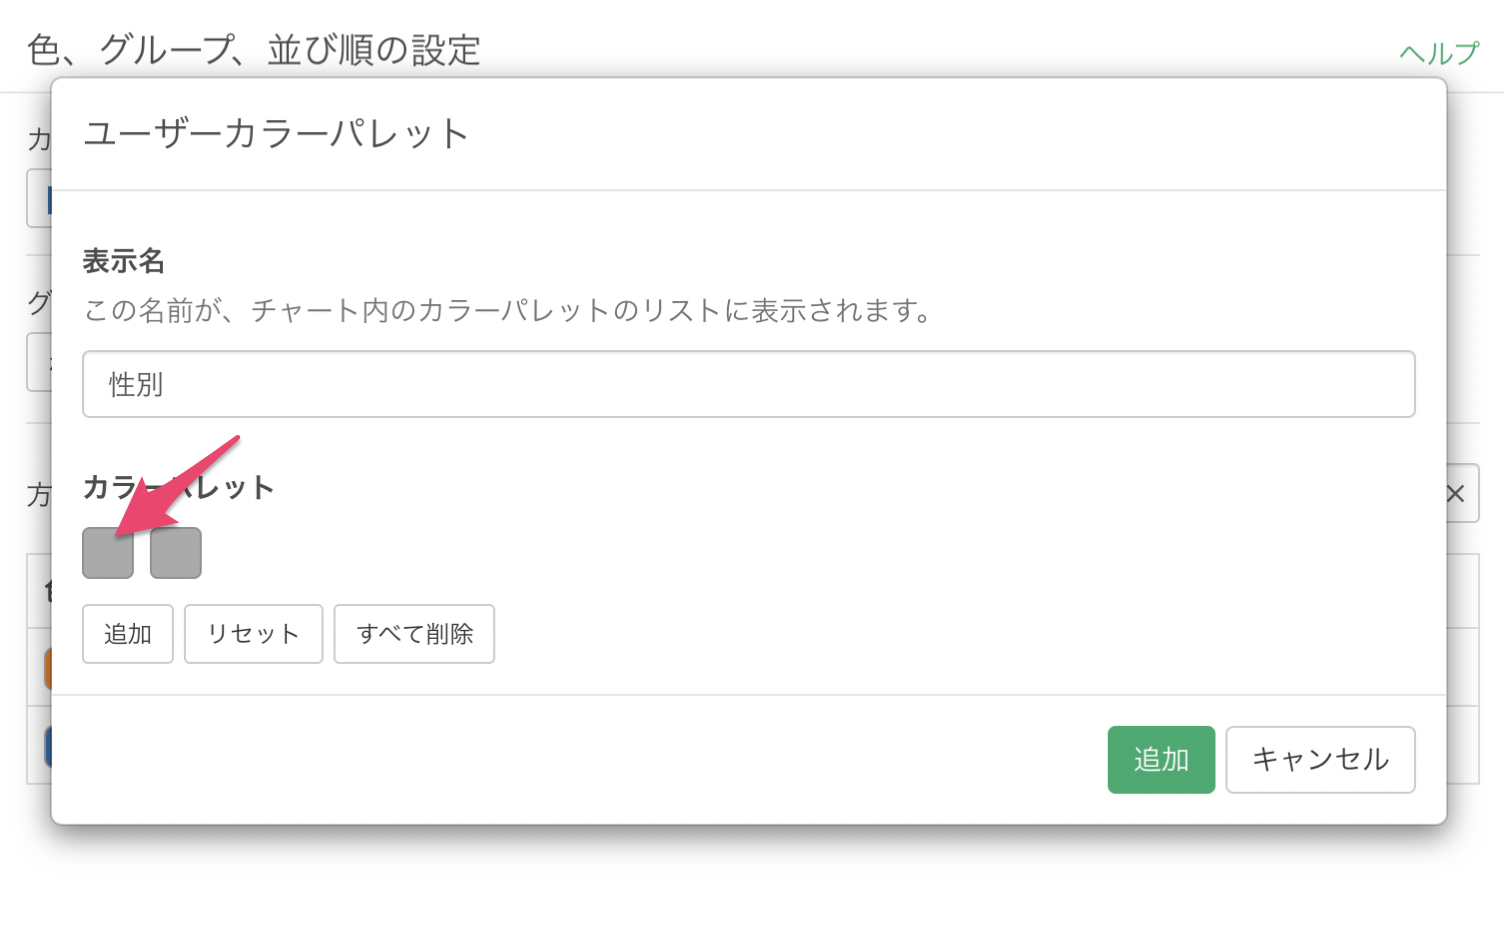 色、グループ、並び順の設定
ヘルプ
カ
ユーザーカラーパレット
表示名
グ
この名前が、チャート内のカラーパレットのリストに表示されます。
性別
方
カラーパレット
追加
リセット
すべて削除
追加
キャンセル